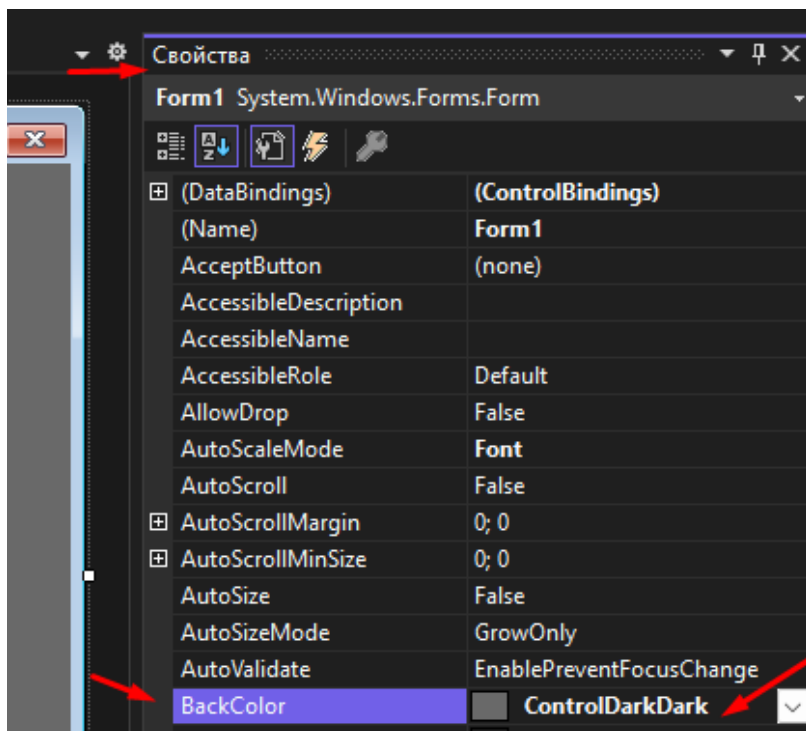 Свойства
Form1 System.Windows.Forms.Form
(DataBindings) (ControlBindings)
(Name) Form1
AcceptButton (none)
AccessibleDescription
AccessibleName
AccessibleRole Default
AllowDrop False
AutoScaleMode Font
AutoScroll False
AutoScrollMargin 0; 0
AutoScrollMinSize 0; 0
AutoSize False
AutoSizeMode GrowOnly
AutoValidate EnablePreventFocusChange
BackColor ControlDarkDark